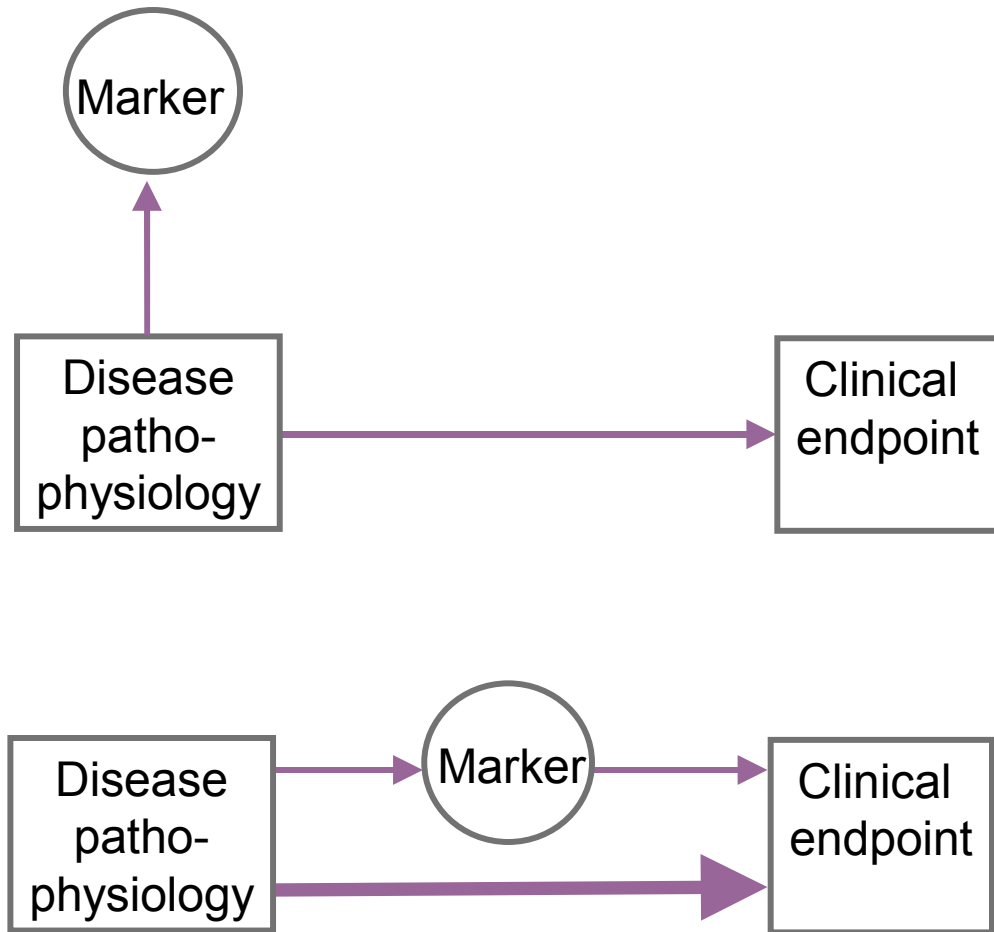 Marker
Disease
patho-
physiology
Clinical
endpoint
Marker
Disease
patho-
physiology
Clinical
endpoint